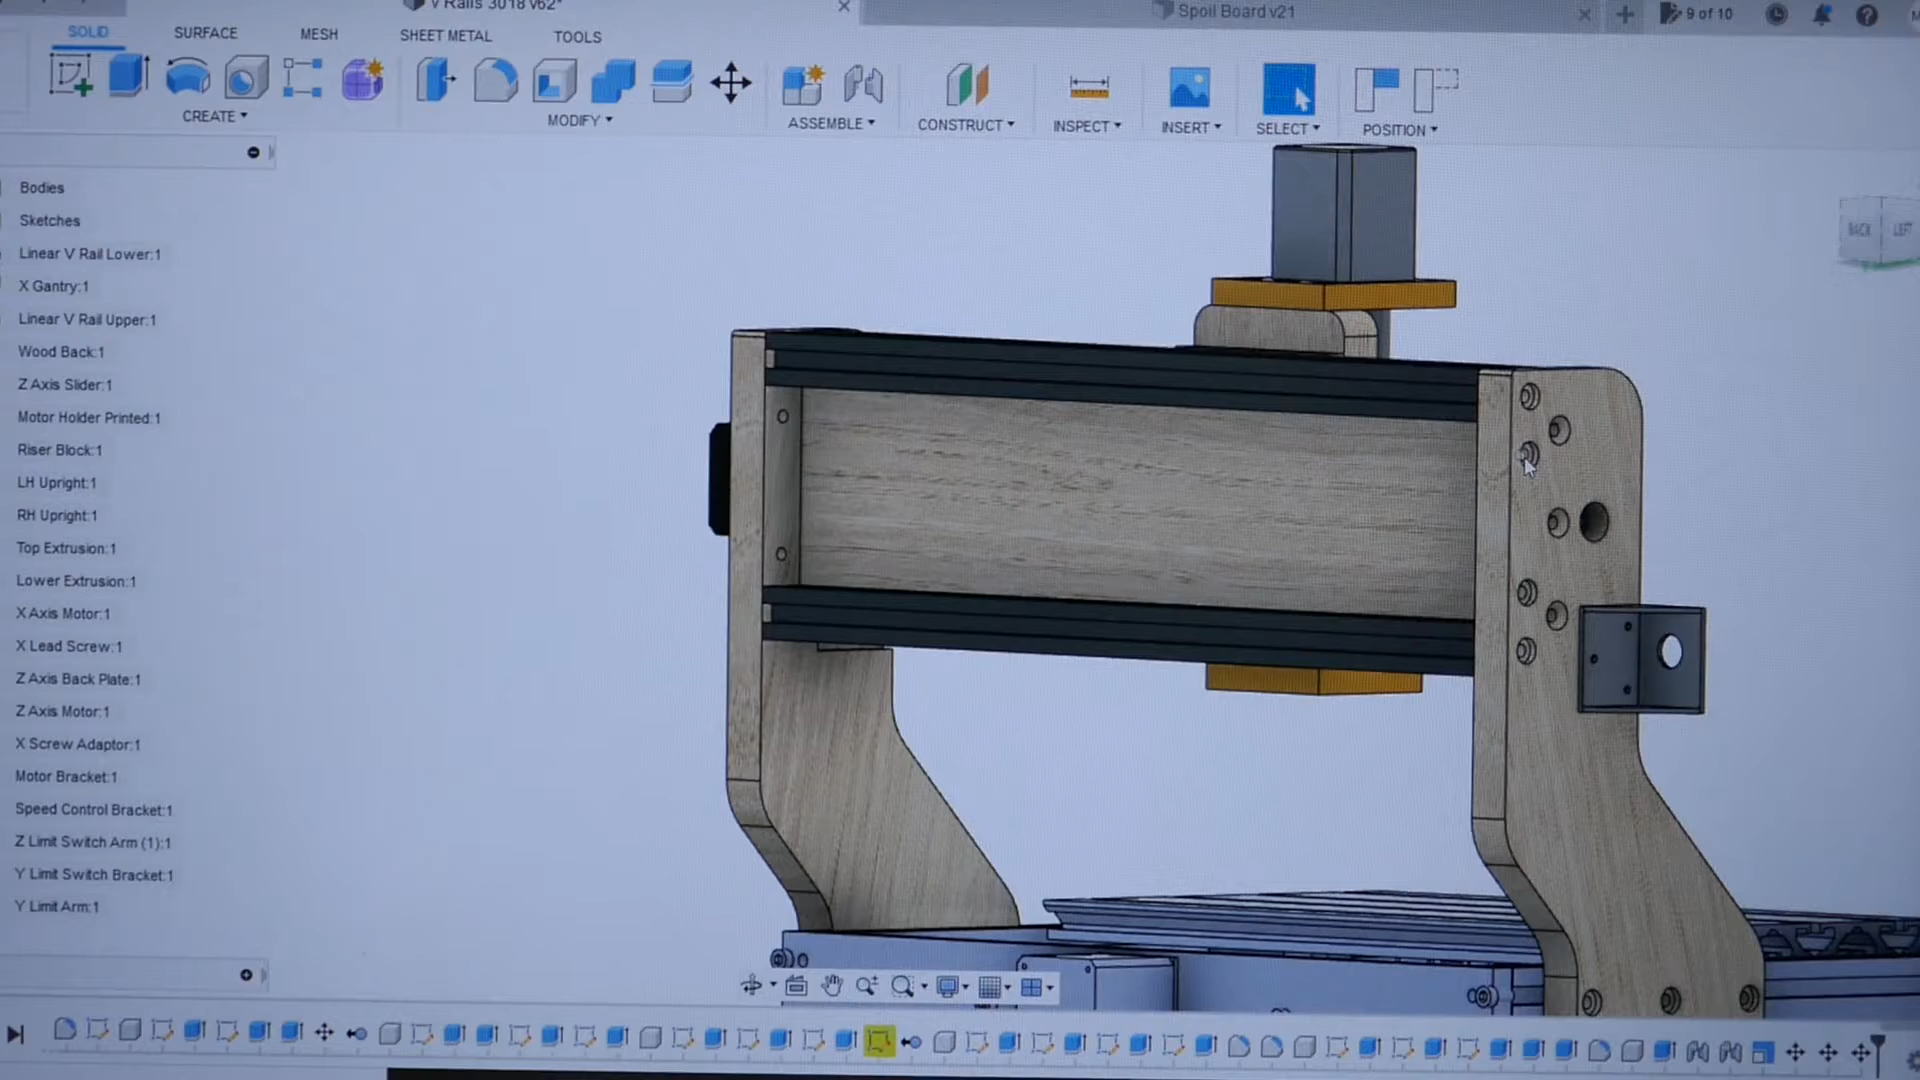 V Rails 3018 v62*
Spoil Board v21
9 of 10
SOLID
SURFACE
MESH
SHEET METAL
TOOLS
CREATE
MODIFY
ASSEMBLE
CONSTRUCT
INSPECT
INSERT
SELECT
POSITION
BACK
LEFT
Bodies
Sketches
Linear V Rail Lower:1
X Gantry:1
Linear V Rail Upper:1
Wood Back:1
Z Axis Slider:1
Motor Holder Printed:1
Riser Block:1
LH Upright:1
RH Upright:1
Top Extrusion:1
Lower Extrusion:1
X Axis Motor:1
X Lead Screw:1
Z Axis Back Plate:1
Z Axis Motor:1
X Screw Adaptor:1
Motor Bracket:1
Speed Control Bracket:1
Z Limit Switch Arm (1):1
Y Limit Switch Bracket:1
Y Limit Arm:1